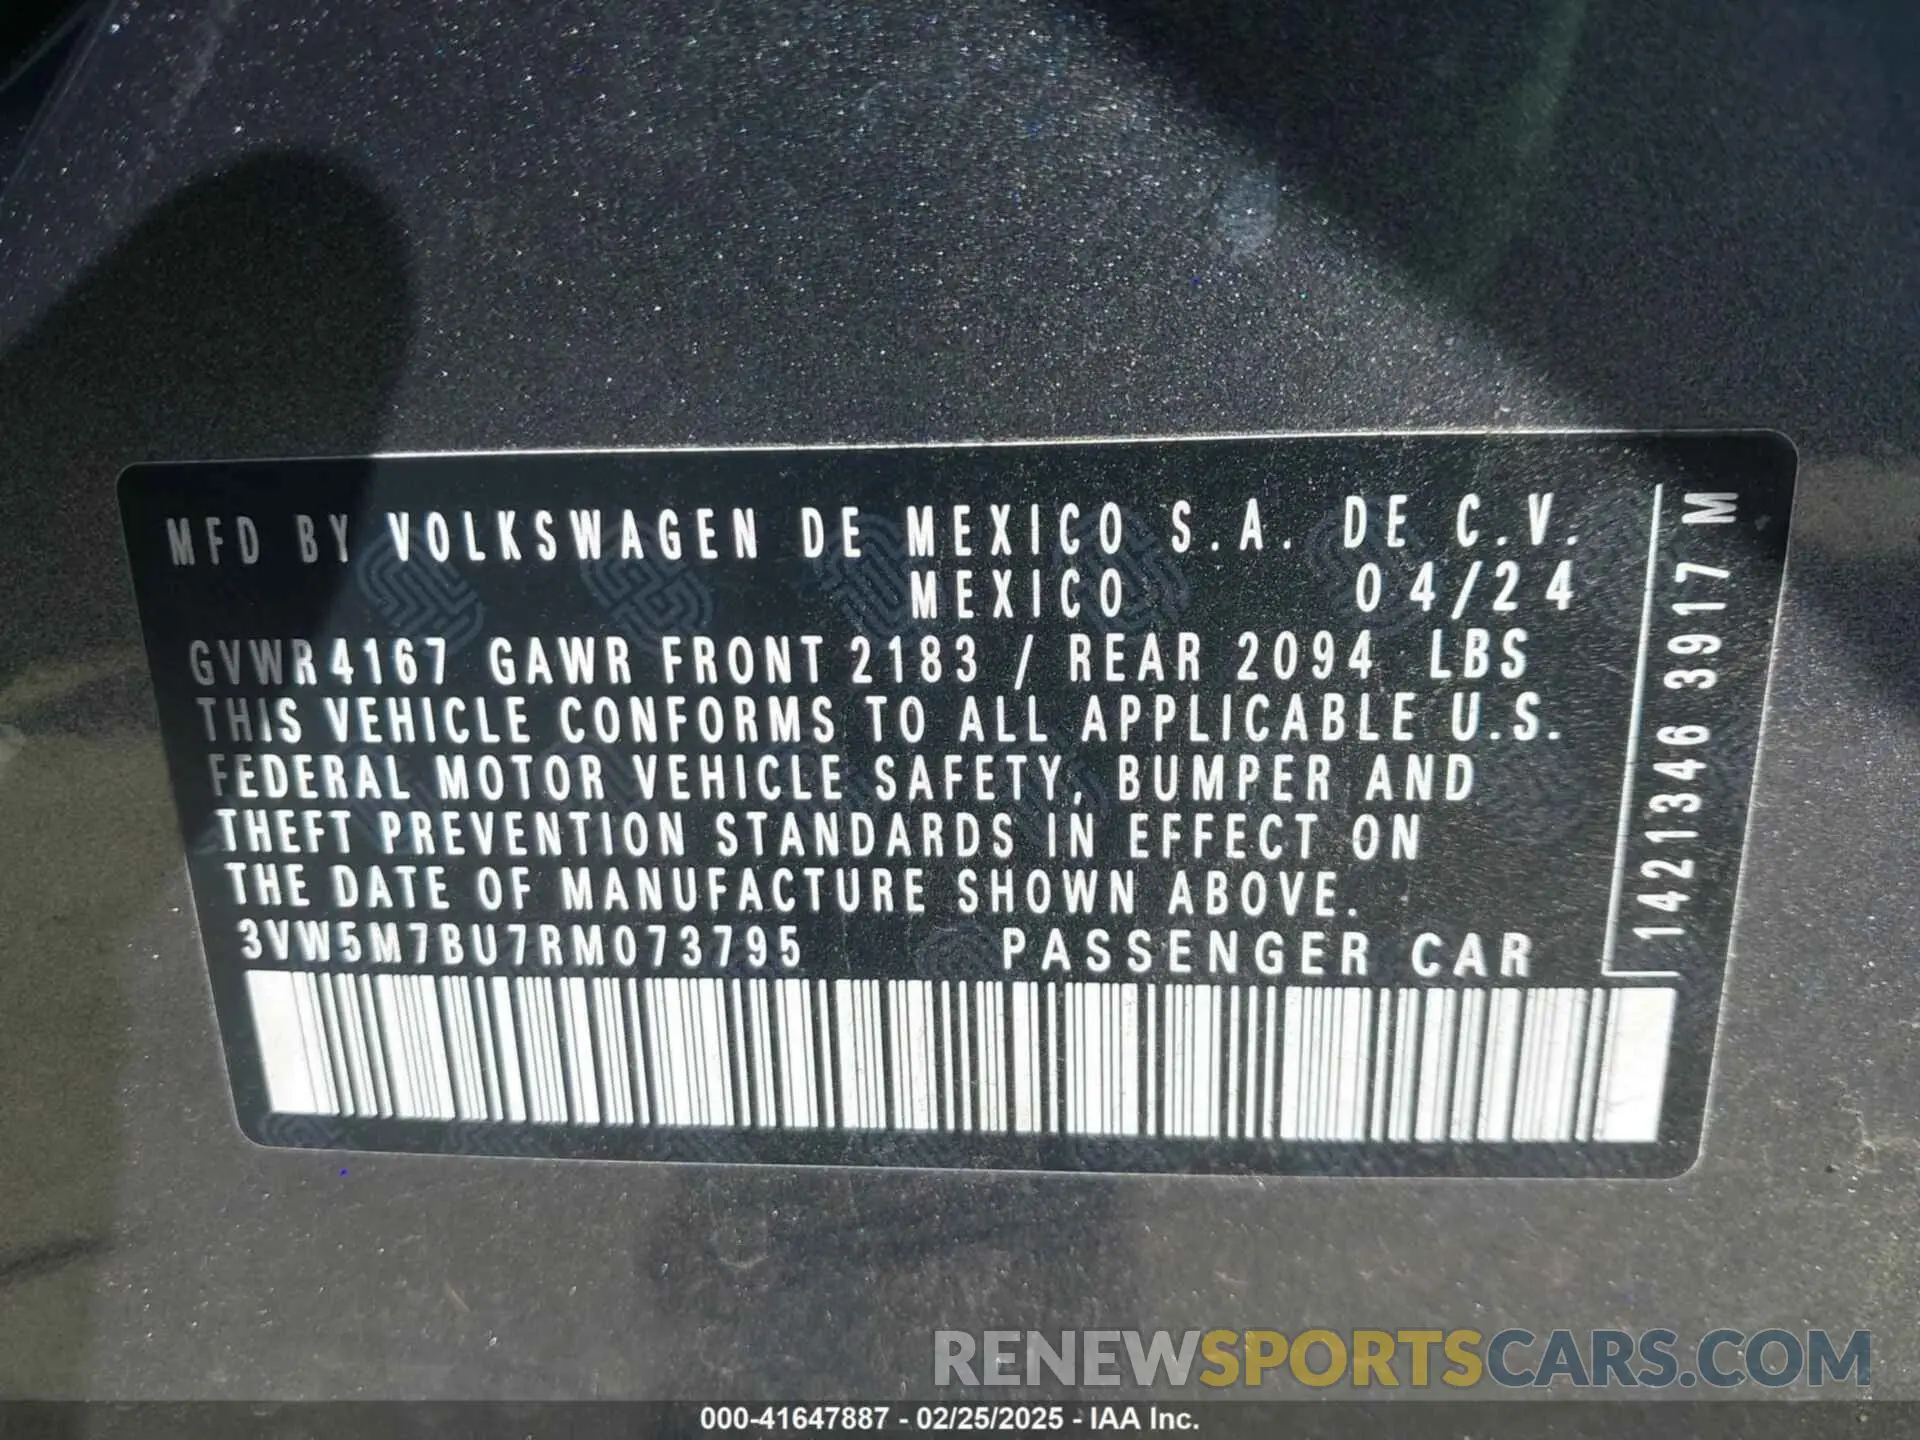 MFD BY VOLKSWAGEN DE MEXICO S.A. DE C.V.
MEXICO 04/24
GVWR 4167 GAWR FRONT 2183 / REAR 2094 LBS
THIS VEHICLE CONFORMS TO ALL APPLICABLE U.S.
FEDERAL MOTOR VEHICLE SAFETY, BUMPER AND
THEFT PREVENTION STANDARDS IN EFFECT ON
THE DATE OF MANUFACTURE SHOWN ABOVE.
3VW5M7BU7RM073795 PASSENGER CAR
1421346 3917 M
RENEWSPORTSCARS.COM
000-41647887 - 02/25/2025 - IAA Inc.